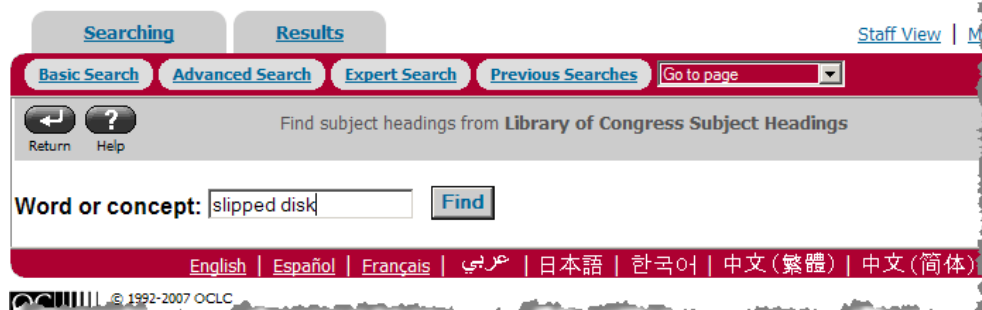 Searching Results Staff View | M
Basic Search Advanced Search Expert Search Previous Searches Go to page
Return Help Find subject headings from Library of Congress Subject Headings
Word or concept: slipped disk Find
English | Español | Français | عربي | 日本語 | 한국어 | 中文(繁體) | 中文(简体)
OCLC © 1992-2007 OCLC